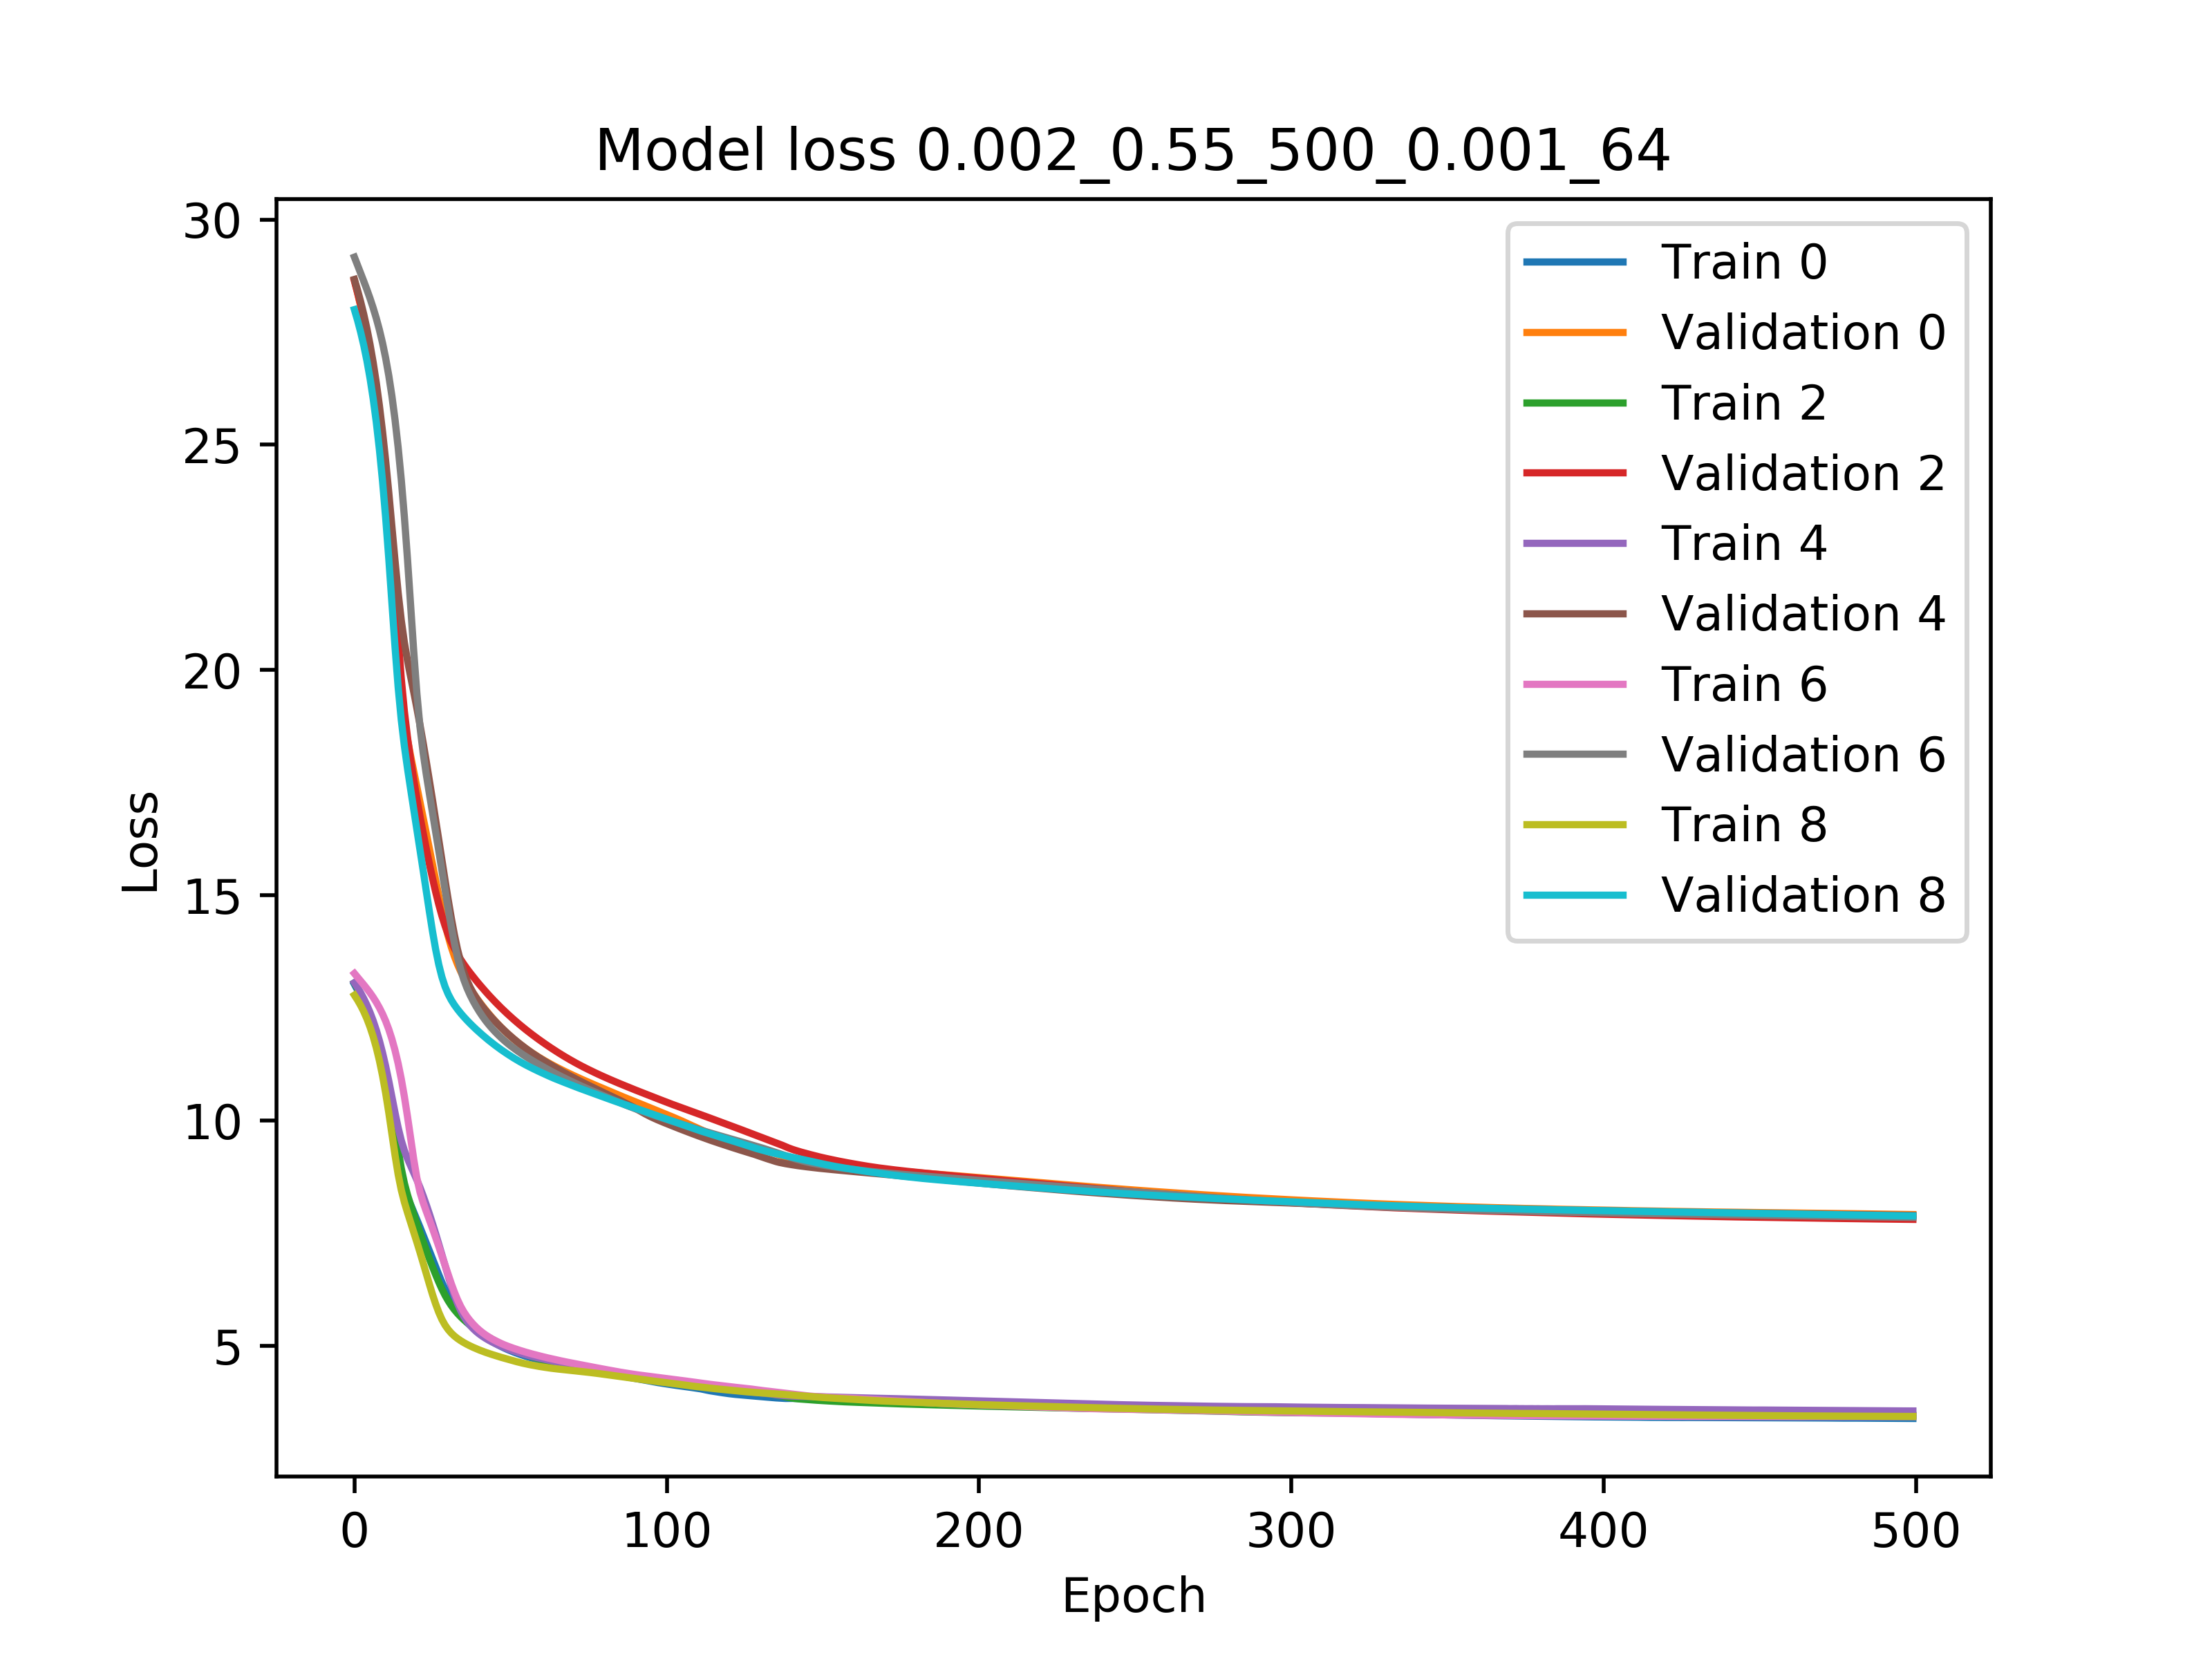 Model loss 0.002_0.55_500_0.001_64
30
25
20
15
10
5
Loss
Train 0
Validation 0
Train 2
Validation 2
Train 4
Validation 4
Train 6
Validation 6
Train 8
Validation 8
0 100 200 300 400 500
Epoch